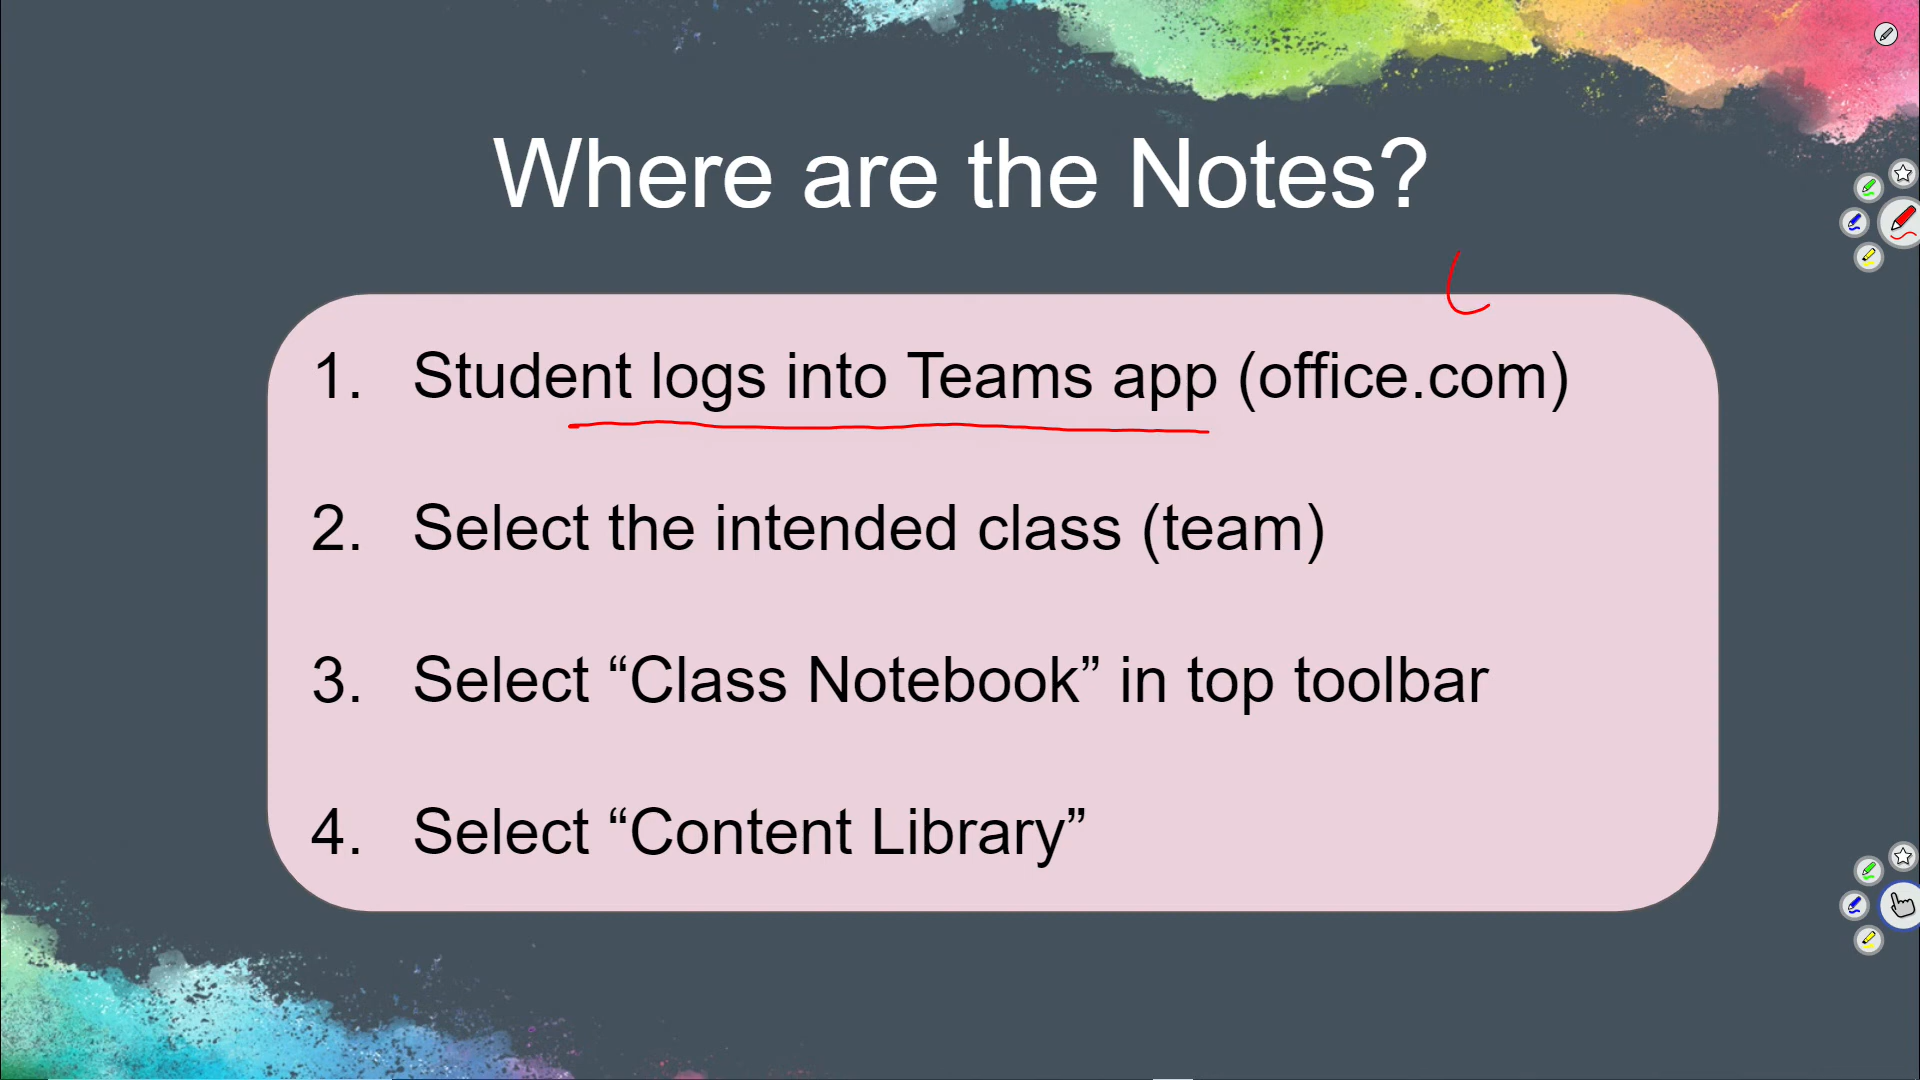 Where are the Notes?
1. Student logs into Teams app (office.com)
2. Select the intended class (team)
3. Select “Class Notebook” in top toolbar
4. Select “Content Library”